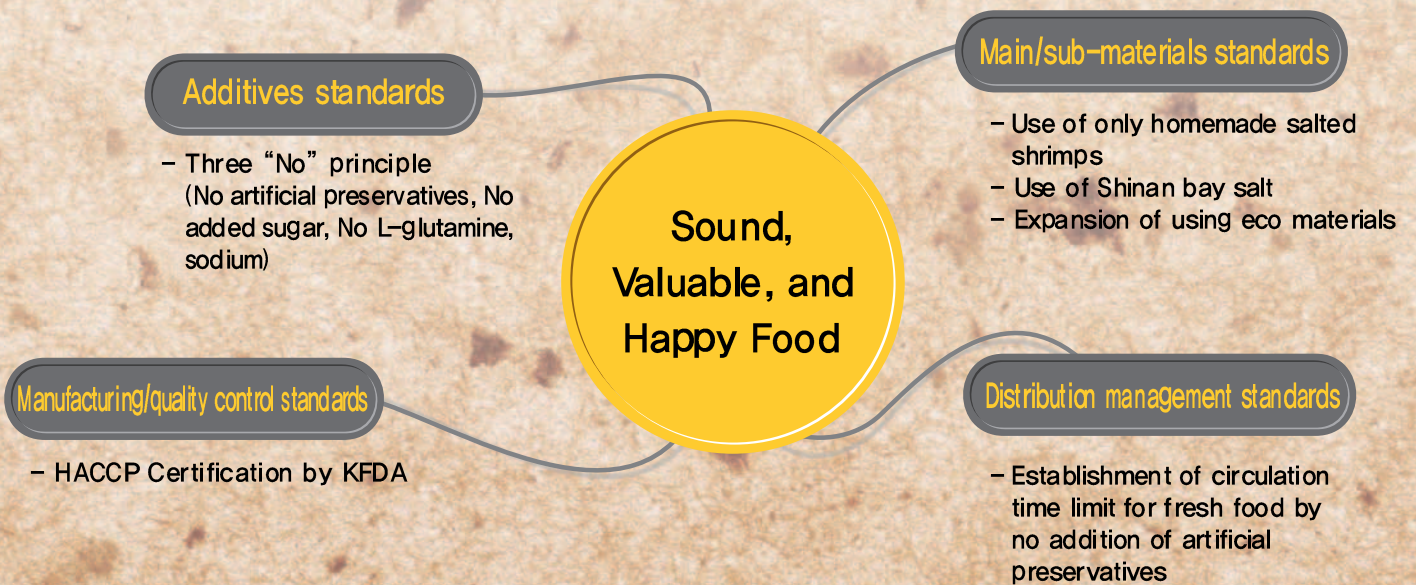 Additives standards
– Three “No” principle
(No artificial preservatives, No
added sugar, No L-glutamine,
sodium)
Main/sub-materials standards
– Use of only homemade salted
shrimps
– Use of Shinan bay salt
– Expansion of using eco materials
Sound,
Valuable, and
Happy Food
Manufacturing/quality control standards
– HACCP Certification by KFDA
Distribution management standards
– Establishment of circulation
time limit for fresh food by
no addition of artificial
preservatives